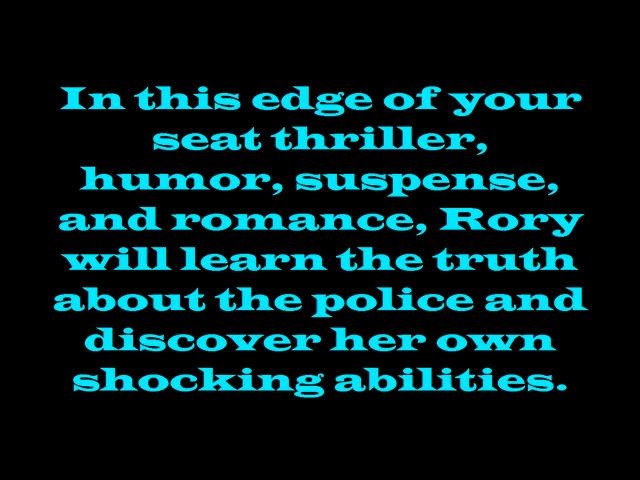 In this edge of your
seat thriller,
humor, suspense,
and romance, Rory
will learn the truth
about the police and
discover her own
shocking abilities.